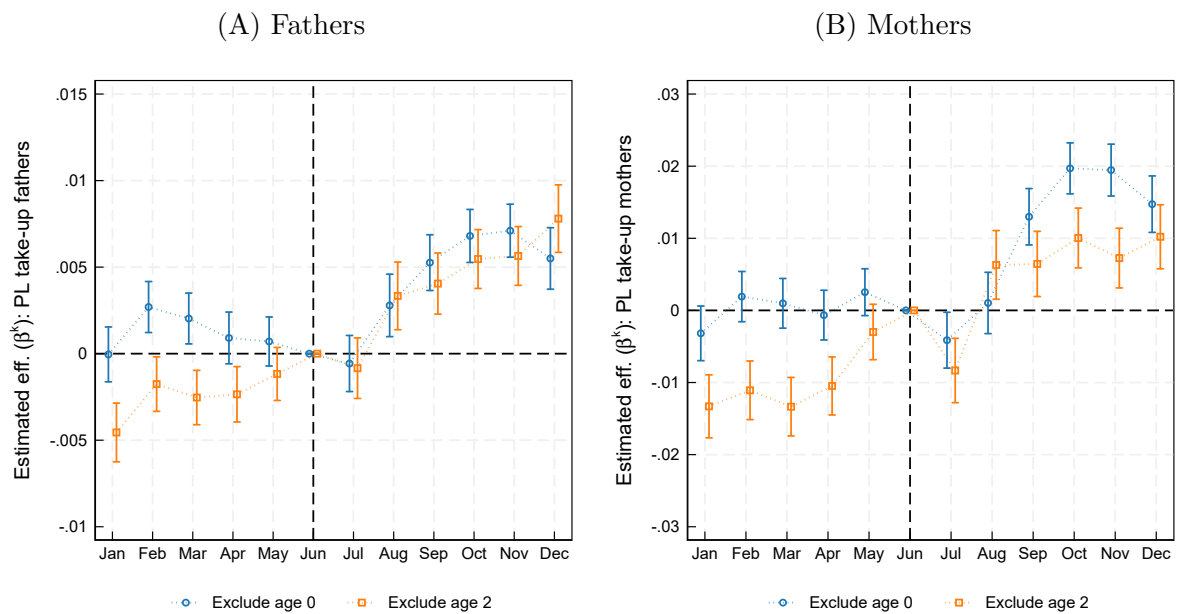 (A) Fathers
Estimated eff. (βᵏ): PL take-up fathers
.015
.01
.005
0
-.005
-.01
Jan Feb Mar Apr May Jun Jul Aug Sep Oct Nov Dec
Exclude age 0 Exclude age 2
(B) Mothers
Estimated eff. (βᵏ): PL take-up mothers
.03
.02
.01
0
-.01
-.02
-.03
Jan Feb Mar Apr May Jun Jul Aug Sep Oct Nov Dec
Exclude age 0 Exclude age 2